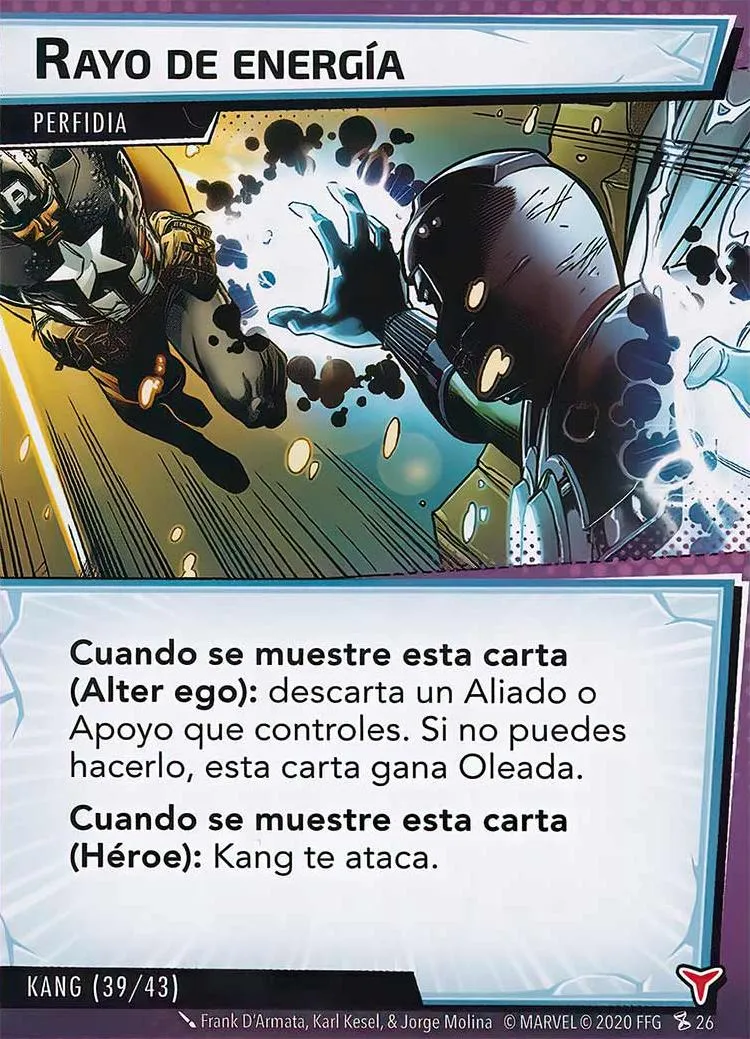 RAYO DE ENERGÍA
PERFIDIA
A
Cuando se muestre esta carta
(Alter ego): descarta un Aliado o
Apoyo que controles. Si no puedes
hacerlo, esta carta gana Oleada.
Cuando se muestre esta carta
(Héroe): Kang te ataca.
KANG (39/43)
Frank D'Armata, Karl Kesel, & Jorge Molina © MARVEL © 2020 FFG 26